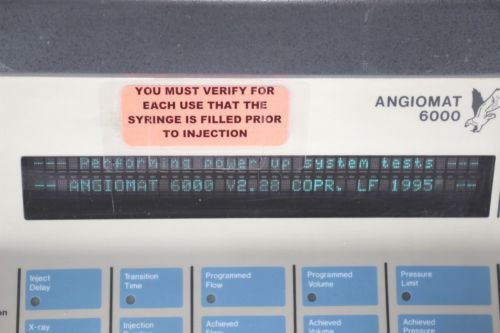 YOU MUST VERIFY FOR
EACH USE THAT THE
SYRINGE IS FILLED PRIOR
TO INJECTION
ANGIOMAT
6000
-- Performing power up system tests ---
-- ANGIOMAT 6000 V2.28 COPR. LF 1995 --
Inject
Delay
Transition
Time
Programmed
Flow
Programmed
Volume
Pressure
Limit
X-ray
Injection
Achieved
Achieved
Achieved